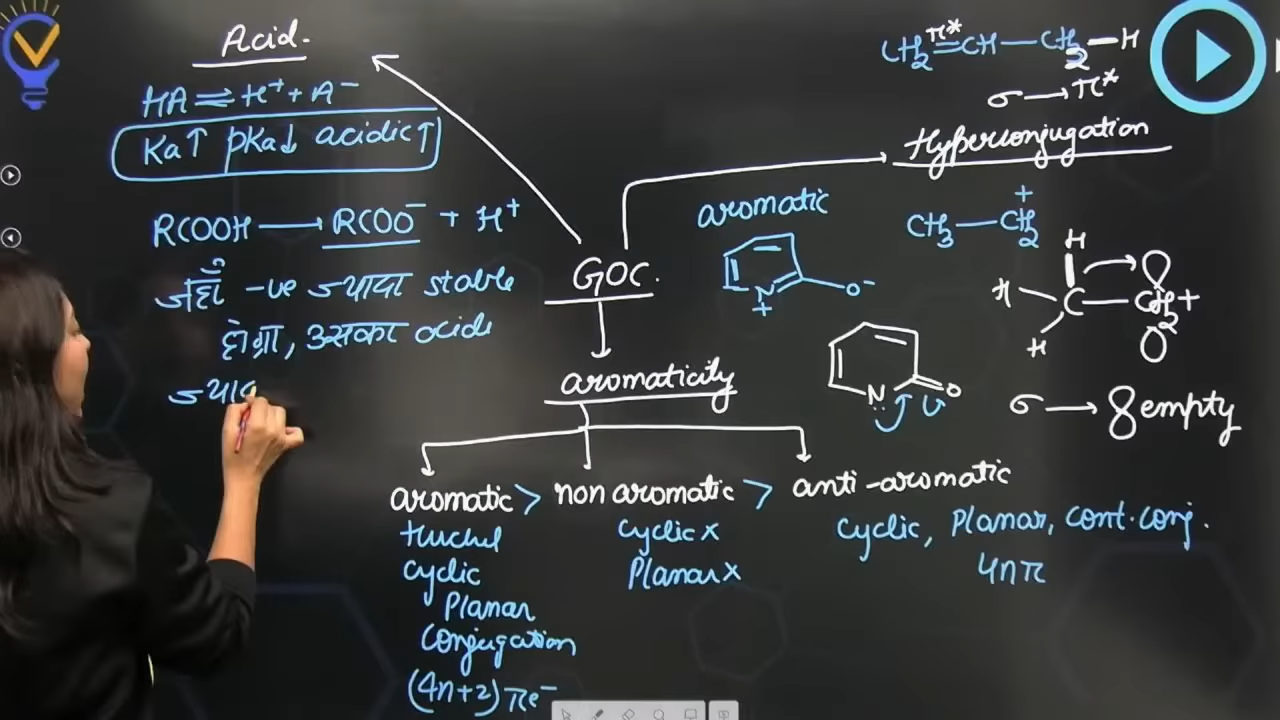 Acid.
HA ⇌ H⁺ + A⁻
Ka↑ pKa↓ acidic↑
RCOOH ⟶ RCOO⁻ + H⁺
जहाँ -ve ज्यादा stable
होगा, उसका acidic
ज्याद
GOC.
CH₂=CH—CH₂—H
π*
σ ⟶ π*
Hyperconjugation
CH₃—CH₂⁺
H
H C—CH₂+
H
σ ⟶ 8 empty
aromatic
N O⁻
+
N O
aromaticity
aromatic > non aromatic > anti-aromatic
Huckel
cyclic
Planar
Conjugation
(4n+2)πe⁻
cyclic x
Planar x
cyclic, planar, cont. conj.
4nπ